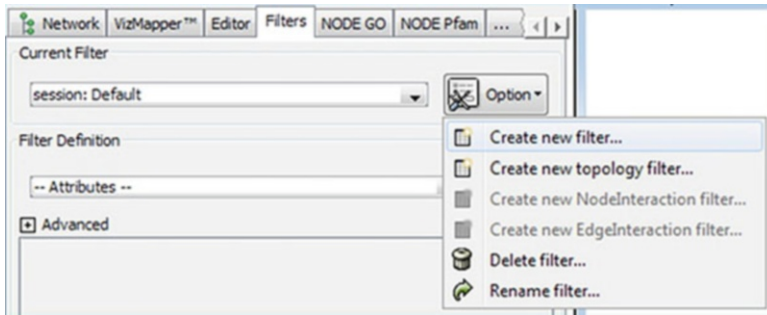 Network VizMapper™ Editor Filters NODE GO NODE Pfam ...
Current Filter
session: Default
Option
Filter Definition
-- Attributes --
Advanced
Create new filter...
Create new topology filter...
Create new NodeInteraction filter...
Create new EdgeInteraction filter...
Delete filter...
Rename filter...